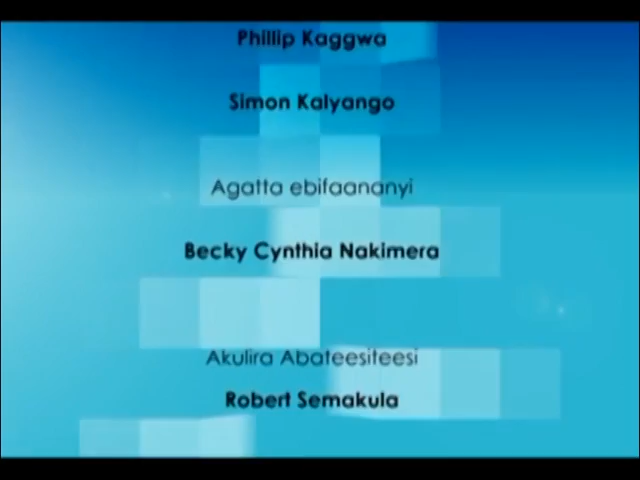 Phillip Kaggwa
Simon Kalyango
Agatta ebifaananyi
Becky Cynthia Nakimera
Akulira Abateesiteesi
Robert Semakula